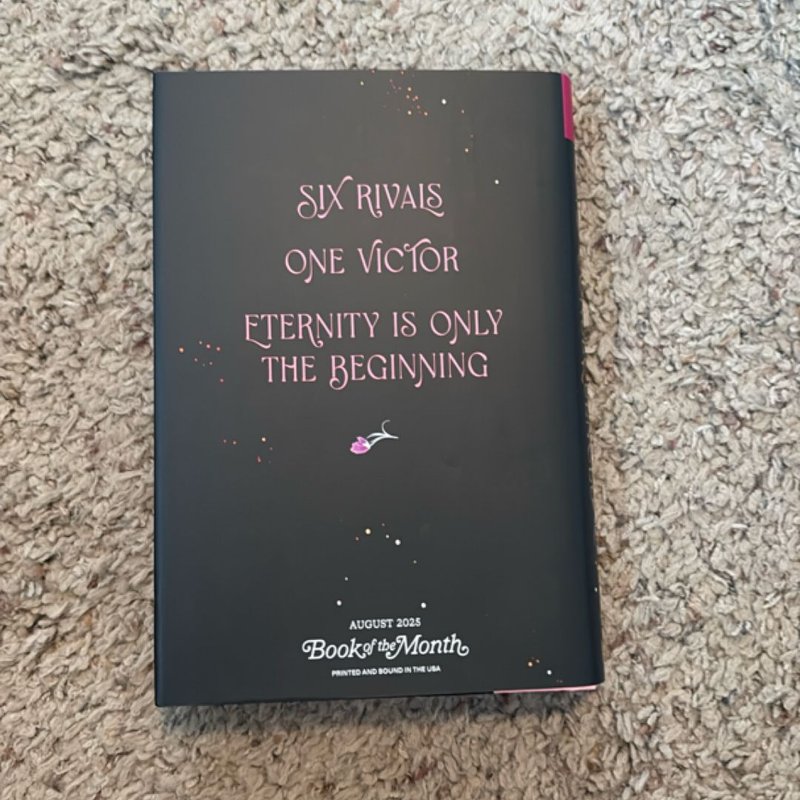 SIX RIVALS
ONE VICTOR
ETERNITY IS ONLY
THE BEGINNING
AUGUST 2025
Book of the Month
PRINTED AND BOUND IN THE USA